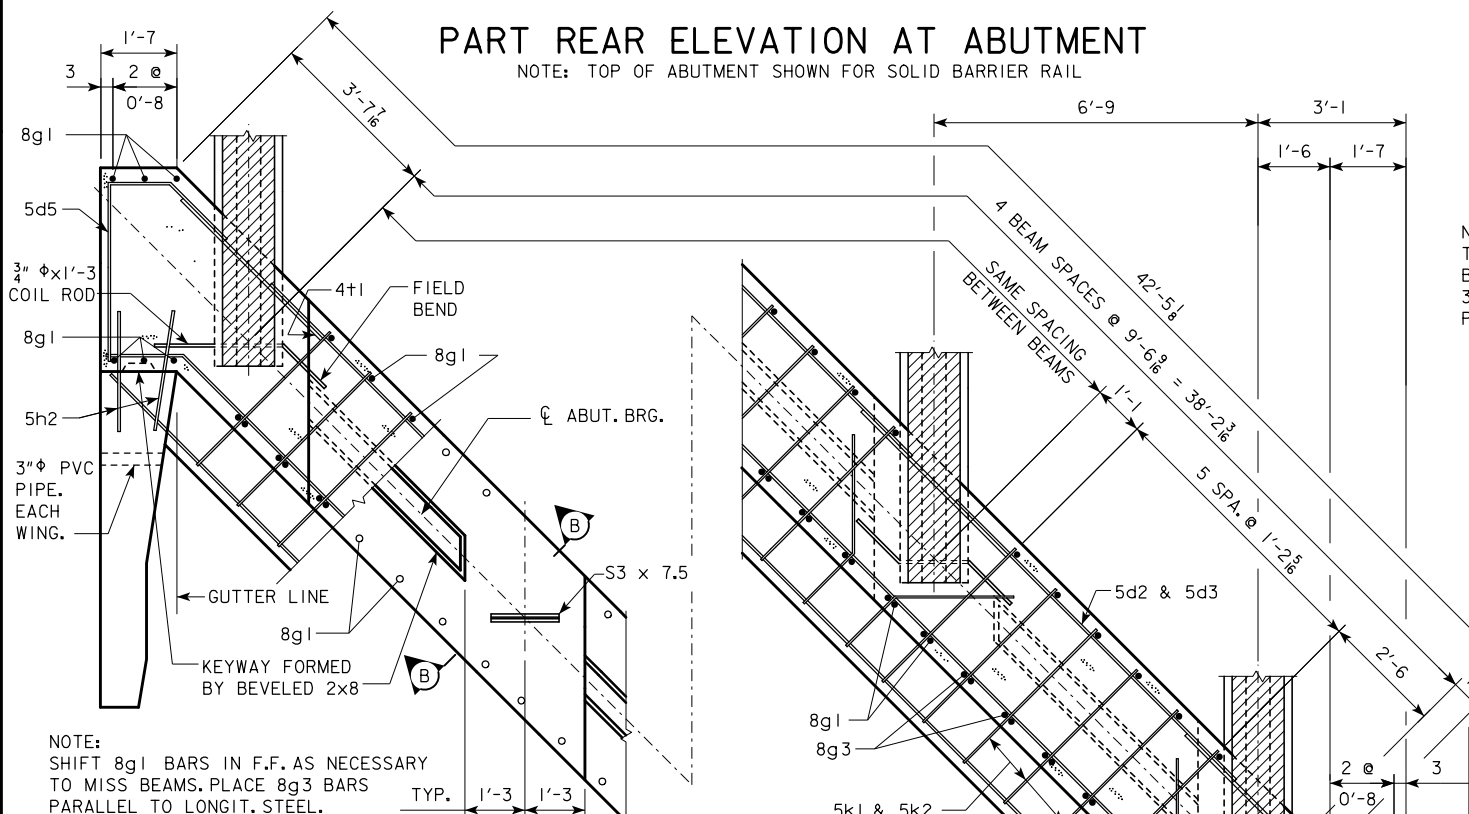 PART REAR ELEVATION AT ABUTMENT
NOTE: TOP OF ABUTMENT SHOWN FOR SOLID BARRIER RAIL
1'-7
3
2 @
0'-8
3'-7 7/16
6'-9
3'-1
1'-6
1'-7
8g1
5d5
3/4" Φx1'-3
COIL ROD
8g1
5h2
3"Φ PVC
PIPE.
EACH
WING.
4t1
FIELD
BEND
8g1
℄ ABUT. BRG.
42'-5 1/8
4 BEAM SPACES @ 9'-6 9/16 = 38'-2 3/16
SAME SPACING
BETWEEN BEAMS
1'-1
5 SPA. @ 1'-2 5/16
2'-6
B
S3 x 7.5
GUTTER LINE
8g1
B
KEYWAY FORMED
BY BEVELED 2x8
5d2 & 5d3
8g1
8g3
2 @
0'-8
3
NOTE:
SHIFT 8g1 BARS IN F.F. AS NECESSARY
TO MISS BEAMS. PLACE 8g3 BARS
PARALLEL TO LONGIT. STEEL.
TYP.
1'-3
1'-3
5k1 & 5k2
N
T
B
3
P